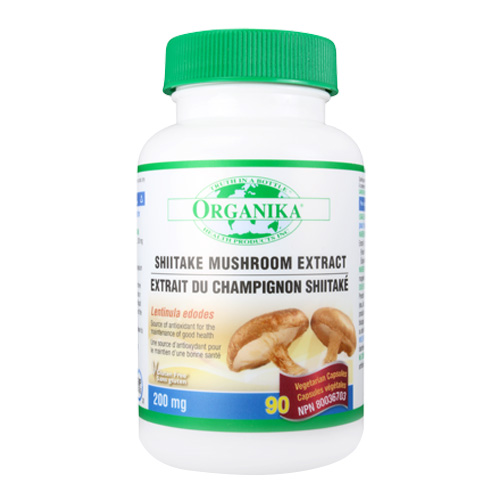 TRUTH IN A BOTTLE
ORGANIKA®
HEALTH PRODUCTS INC
SHIITAKE MUSHROOM EXTRACT
EXTRAIT DU CHAMPIGNON SHIITAKÉ
Lentinula edodes
Source of antioxidant for the
maintenance of good health
Une source d'antioxydant pour
le maintien d'une bonne santé
200 mg
90
Vegetarian Capsules
Capsules végétales
NPN 80036703